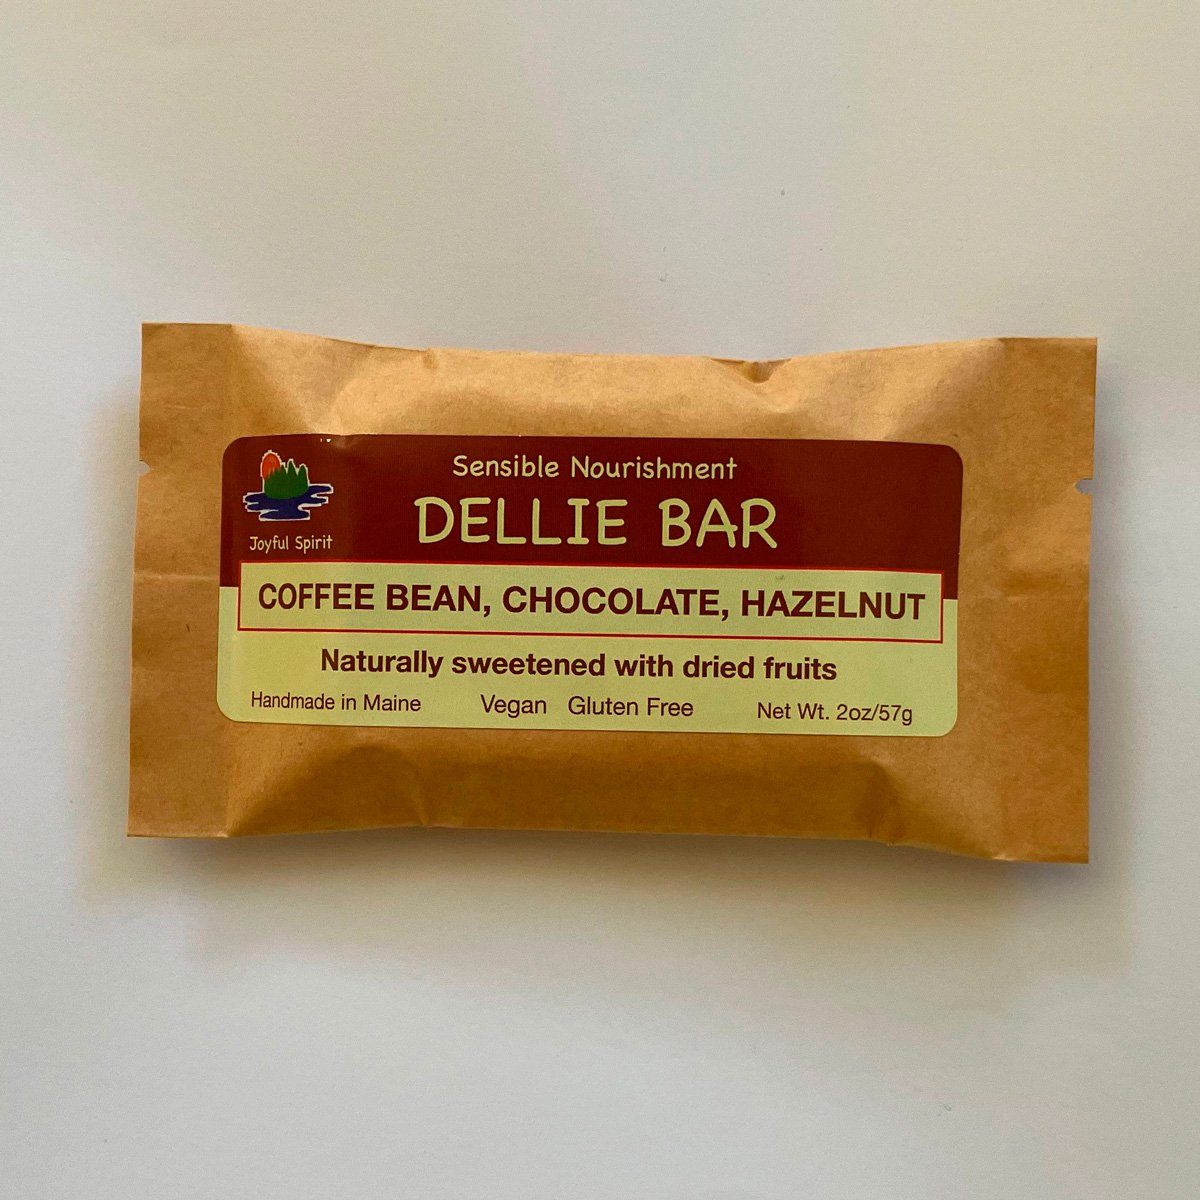 Sensible Nourishment
DELLIE BAR
Joyful Spirit
COFFEE BEAN, CHOCOLATE, HAZELNUT
Naturally sweetened with dried fruits
Handmade in Maine Vegan Gluten Free Net Wt. 2oz/57g